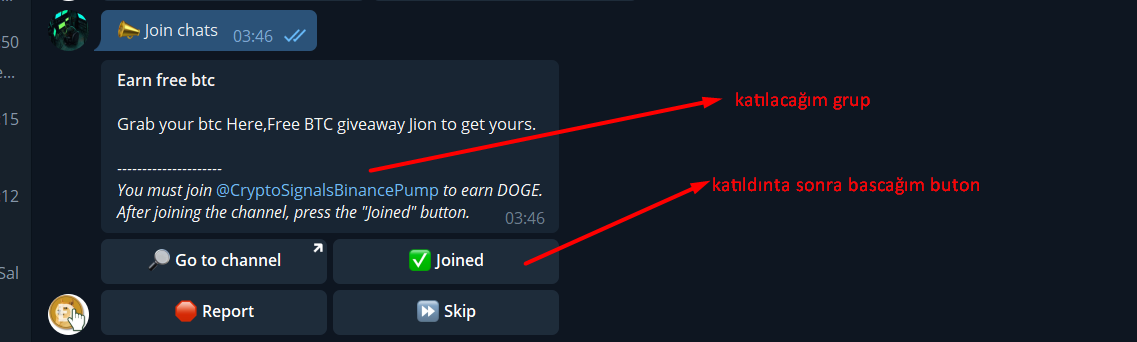 50
e...
15
12
Sal
Join chats 03:46
Earn free btc
Grab your btc Here,Free BTC giveaway Jion to get yours.
---------------------
You must join @CryptoSignalsBinancePump to earn DOGE.
After joining the channel, press the "Joined" button. 03:46
Go to channel
Joined
Report
Skip
katılacağım grup
katıldınta sonra bascağım buton